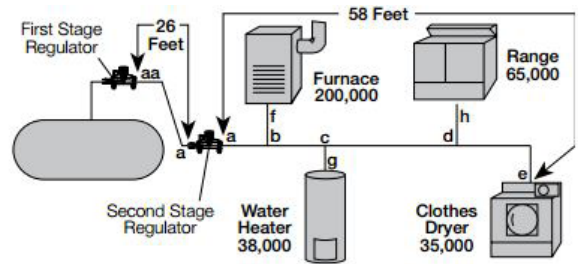 First Stage
Regulator
26
Feet
58 Feet
aa
a
a
Furnace
200,000
Range
65,000
f
b
c
d
h
g
e
Second Stage
Regulator
Water
Heater
38,000
Clothes
Dryer
35,000